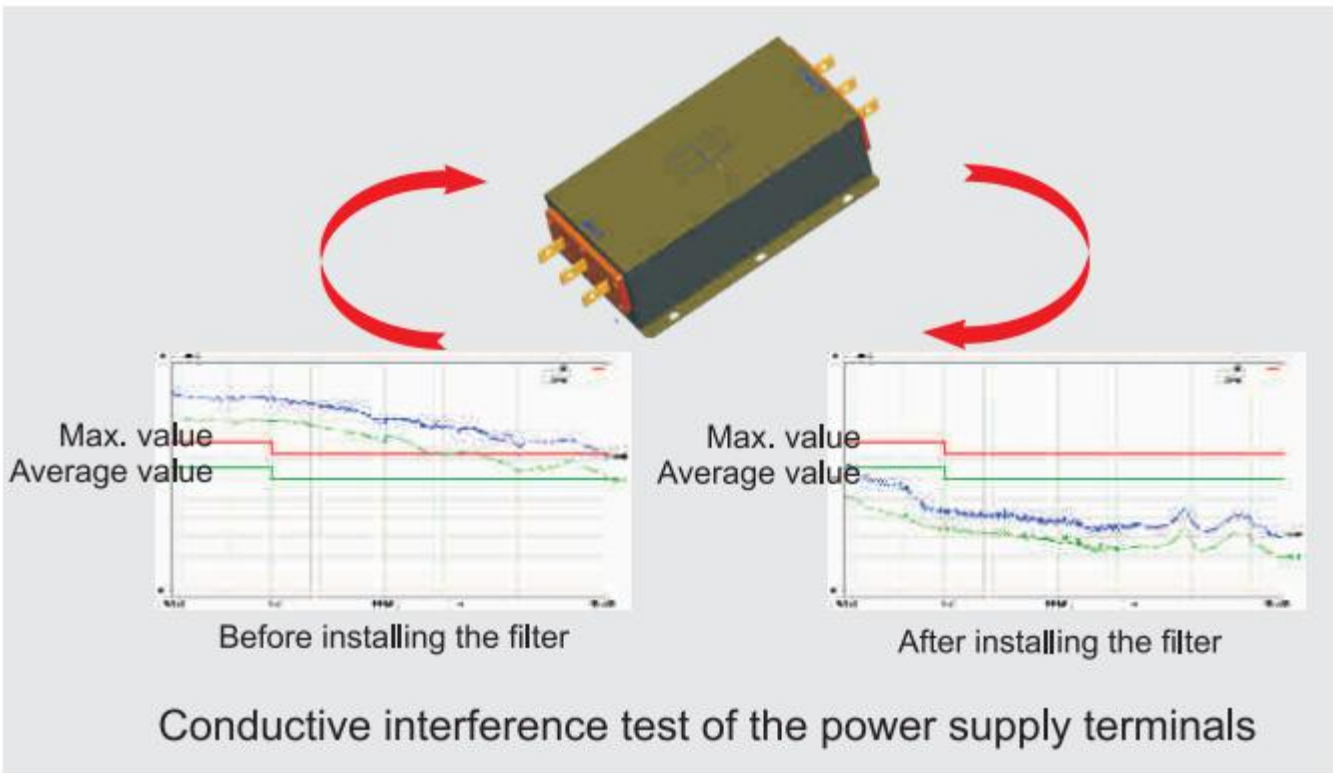 Max. value
Average value
Max. value
Average value
Before installing the filter
After installing the filter
Conductive interference test of the power supply terminals